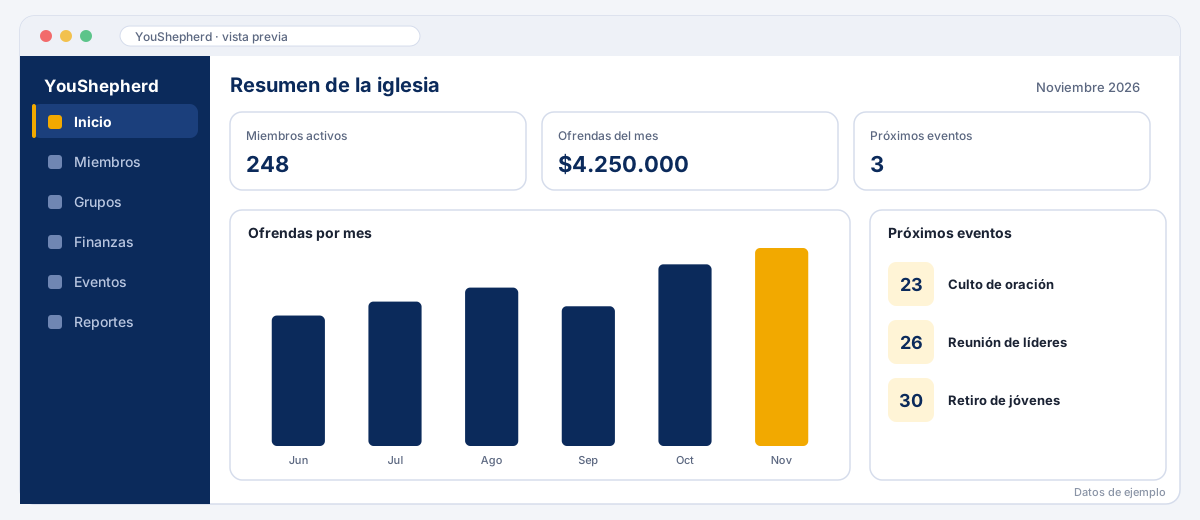 YouShepherd · vista previa
YouShepherd
Inicio
Miembros
Grupos
Finanzas
Eventos
Reportes
Resumen de la iglesia
Noviembre 2026
Miembros activos
248
Ofrendas del mes
$4.250.000
Próximos eventos
3
Ofrendas por mes
Jun Jul Ago Sep Oct Nov
Próximos eventos
23 Culto de oración
26 Reunión de líderes
30 Retiro de jóvenes
Datos de ejemplo